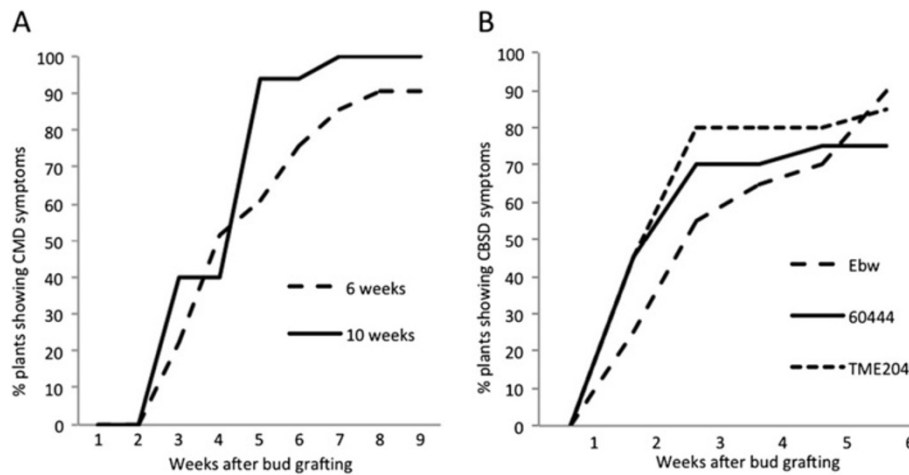 A
% plants showing CMD symptoms
100
90
80
70
60
50
40
30
20
10
0
1 2 3 4 5 6 7 8 9
Weeks after bud grafting
6 weeks
10 weeks
B
% plants showing CBSD symptoms
100
90
80
70
60
50
40
30
20
10
0
1 2 3 4 5 6
Weeks after bud grafting
Ebw
60444
TME204